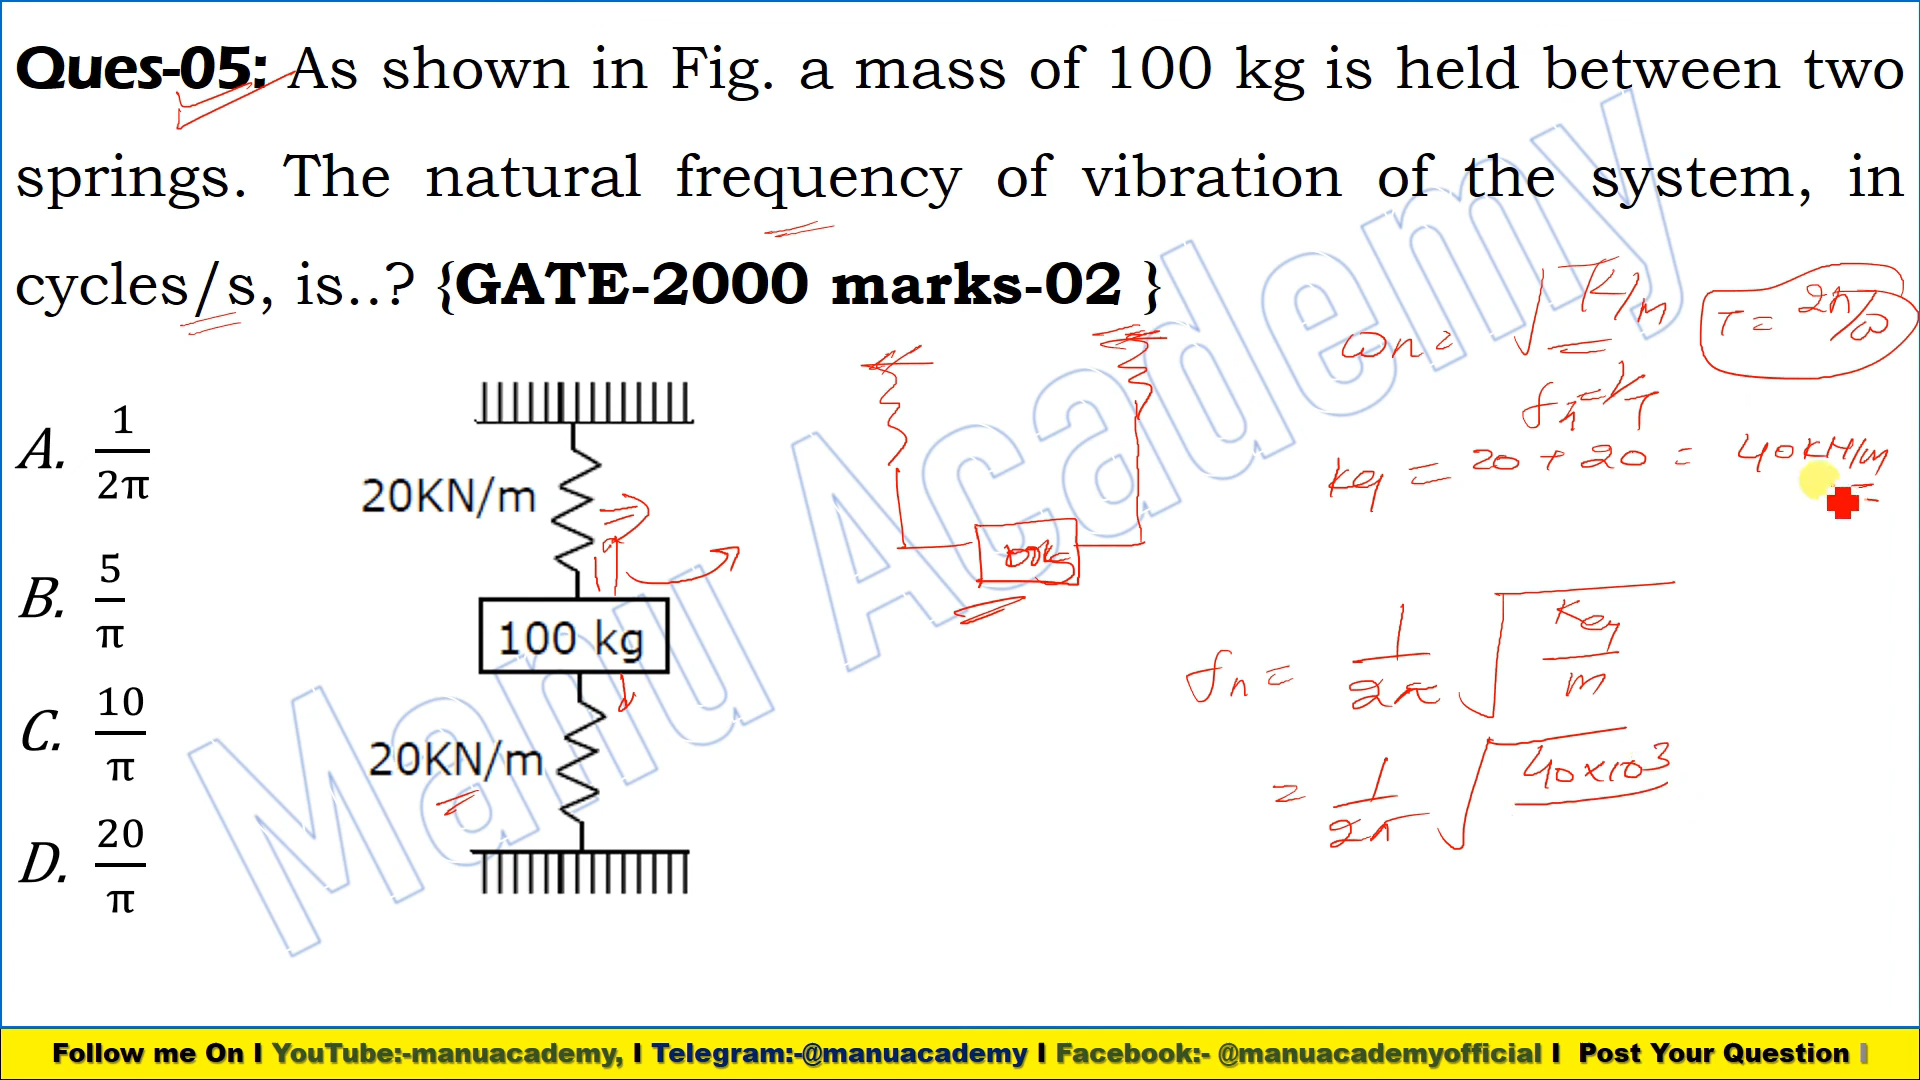 Ques-05: As shown in Fig. a mass of 100 kg is held between two
springs. The natural frequency of vibration of the system, in
cycles/s, is..? {GATE-2000 marks-02 }
A. 1/2π
B. 5/π
C. 10/π
D. 20/π
20KN/m
100 kg
20KN/m
100kg
ωn = √K/m
T = 2π/ω
fn = 1/T
keq = 20 + 20 = 40KN/m
fn = 1/2π √keq/m
= 1/2π √40×10³
Manu Academy
Follow me On I YouTube:-manuacademy, I Telegram:-@manuacademy I Facebook:- @manuacademyofficial I Post Your Question I